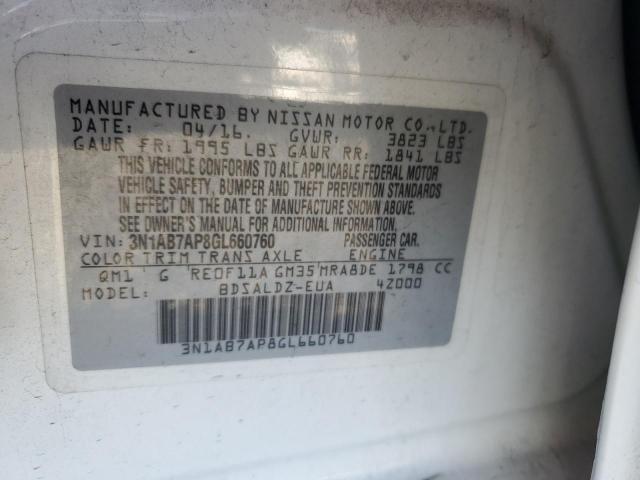 MANUFACTURED BY NISSAN MOTOR CO.,LTD.
DATE: 04/16. GVWR: 3823 LBS
GAWR FR: 1995 LBS GAWR RR: 1841 LBS
THIS VEHICLE CONFORMS TO ALL APPLICABLE FEDERAL MOTOR
VEHICLE SAFETY, BUMPER AND THEFT PREVENTION STANDARDS
IN EFFECT ON THE DATE OF MANUFACTURE SHOWN ABOVE.
SEE OWNER'S MANUAL FOR ADDITIONAL INFORMATION.
VIN: 3N1AB7AP8GL660760 PASSENGER CAR.
COLOR TRIM TRANS AXLE ENGINE
QM1 G RE0F11A GM35 MRA8DE 1798 CC
MODEL: BDSALDZ-EUA 4Z000
3N1AB7AP8GL660760